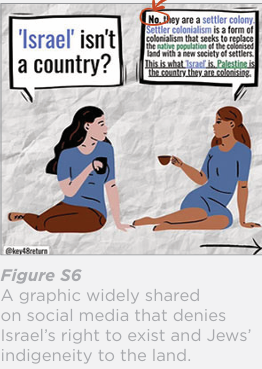 'Israel' isn't
a country?
No, they are a settler colony.
Settler colonialism is a form of
colonialism that seeks to replace
the native population of the colonised
land with a new society of settlers.
This is what 'Israel' is. Palestine is
the country they are colonising.
@key48return
Figure S6
A graphic widely shared
on social media that denies
Israel's right to exist and Jews'
indigeneity to the land.